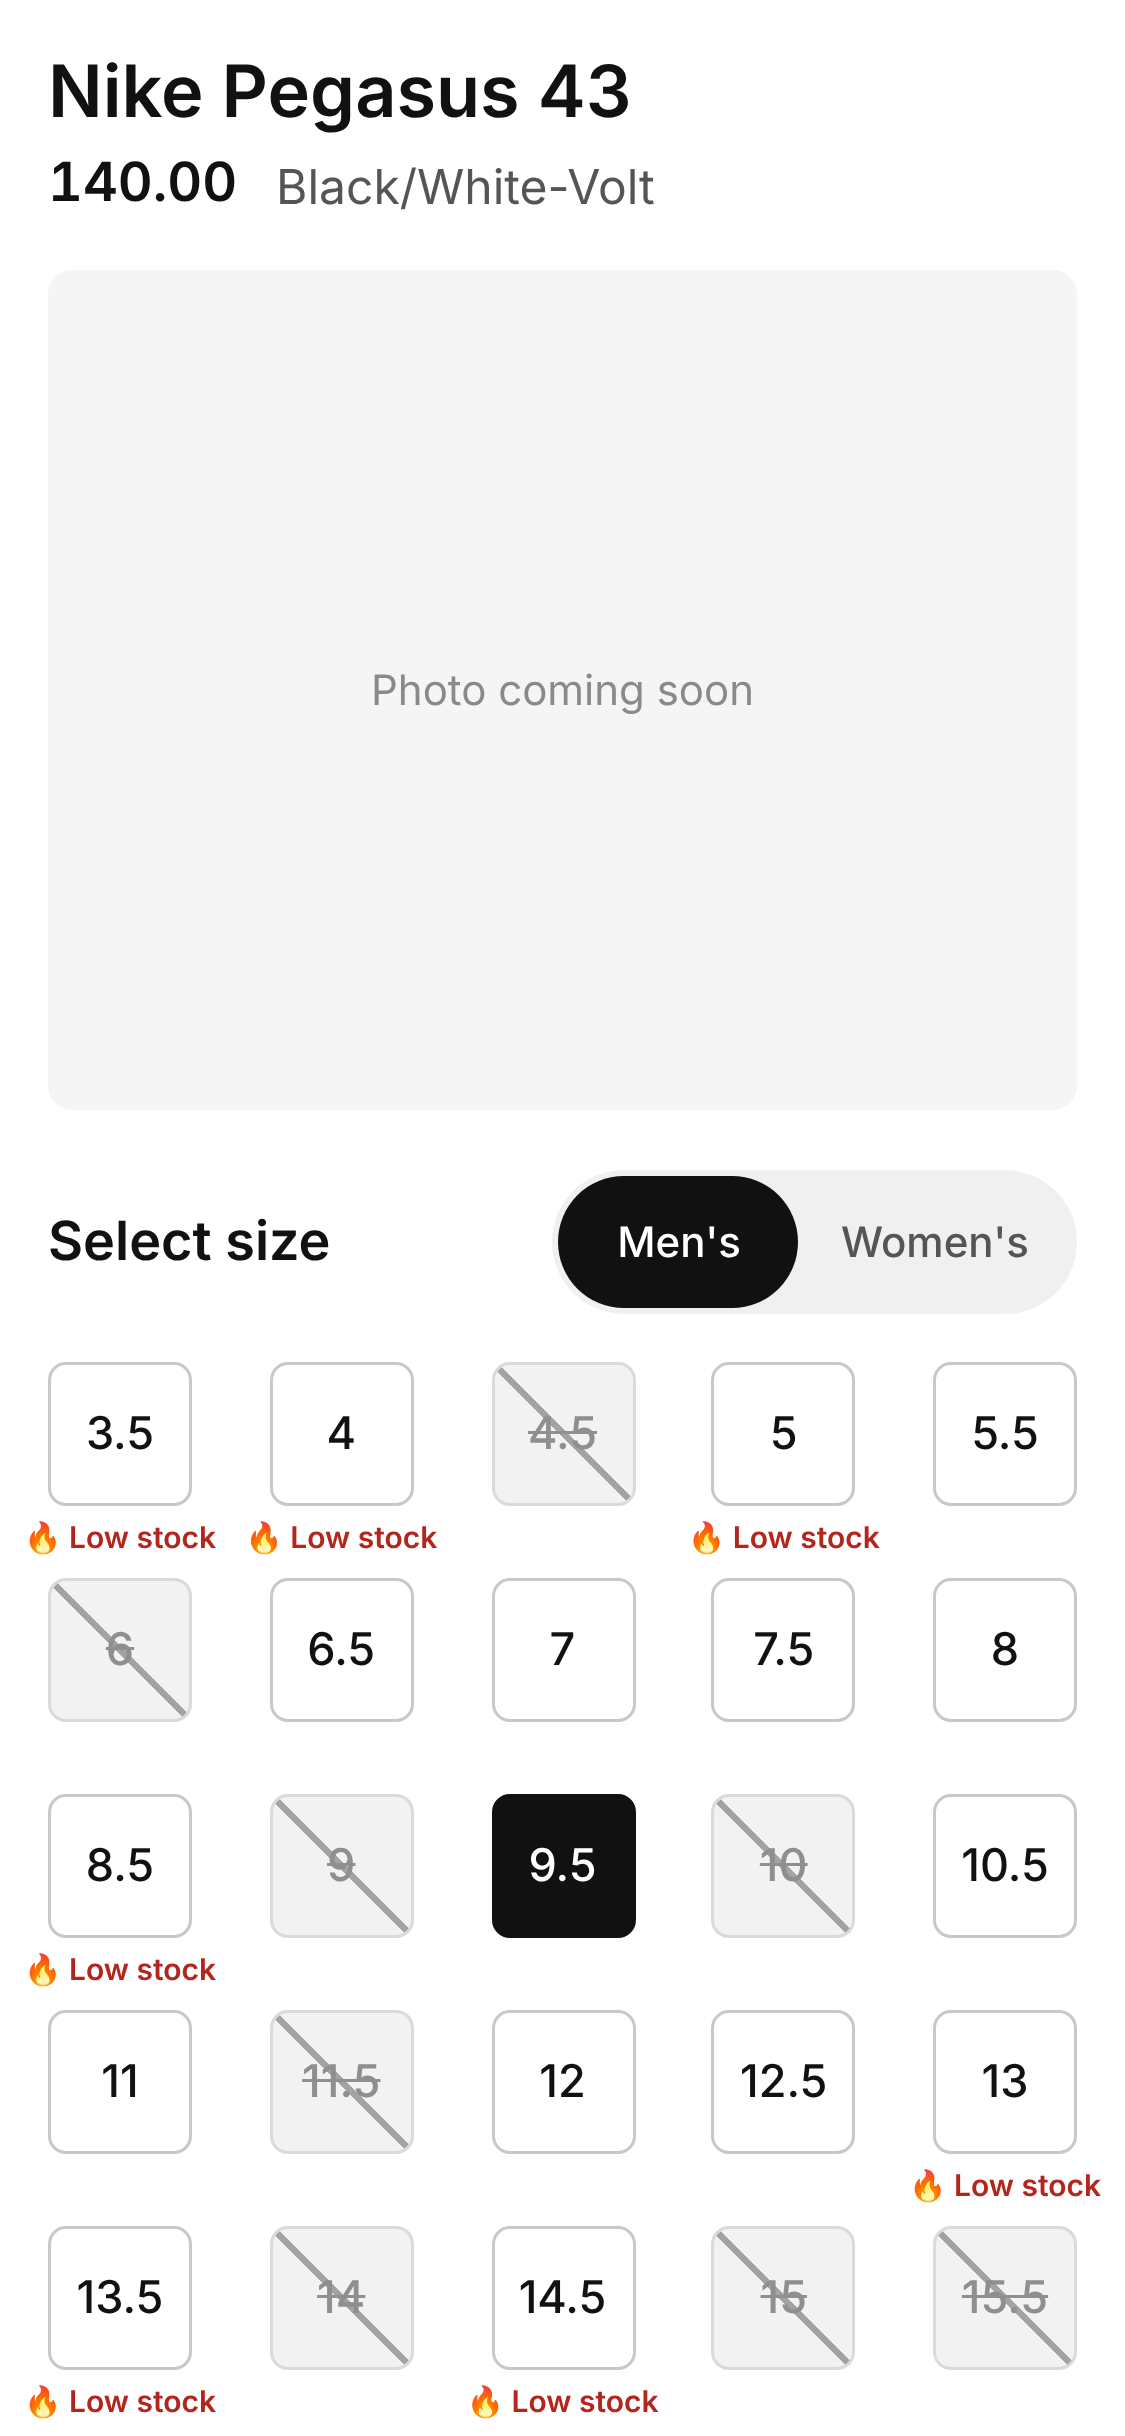 Nike Pegasus 43
140.00 Black/White-Volt
Photo coming soon
Select size Men's Women's
3.5 4 4.5 5 5.5
🔥 Low stock 🔥 Low stock 🔥 Low stock
6 6.5 7 7.5 8
8.5 9 9.5 10 10.5
🔥 Low stock
11 11.5 12 12.5 13
🔥 Low stock
13.5 14 14.5 15 15.5
🔥 Low stock 🔥 Low stock